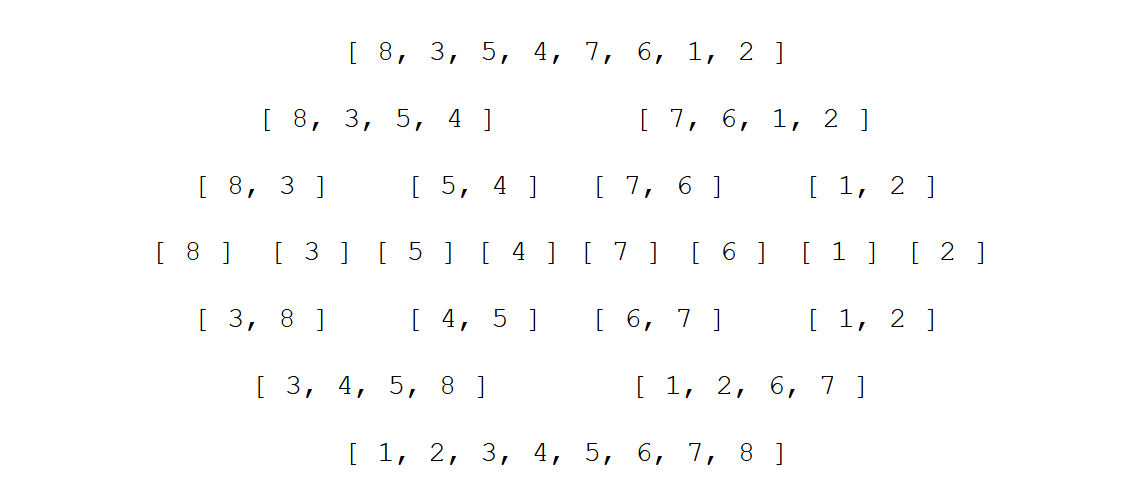 [ 8, 3, 5, 4, 7, 6, 1, 2 ]
[ 8, 3, 5, 4 ] [ 7, 6, 1, 2 ]
[ 8, 3 ] [ 5, 4 ] [ 7, 6 ] [ 1, 2 ]
[ 8 ] [ 3 ] [ 5 ] [ 4 ] [ 7 ] [ 6 ] [ 1 ] [ 2 ]
[ 3, 8 ] [ 4, 5 ] [ 6, 7 ] [ 1, 2 ]
[ 3, 4, 5, 8 ] [ 1, 2, 6, 7 ]
[ 1, 2, 3, 4, 5, 6, 7, 8 ]